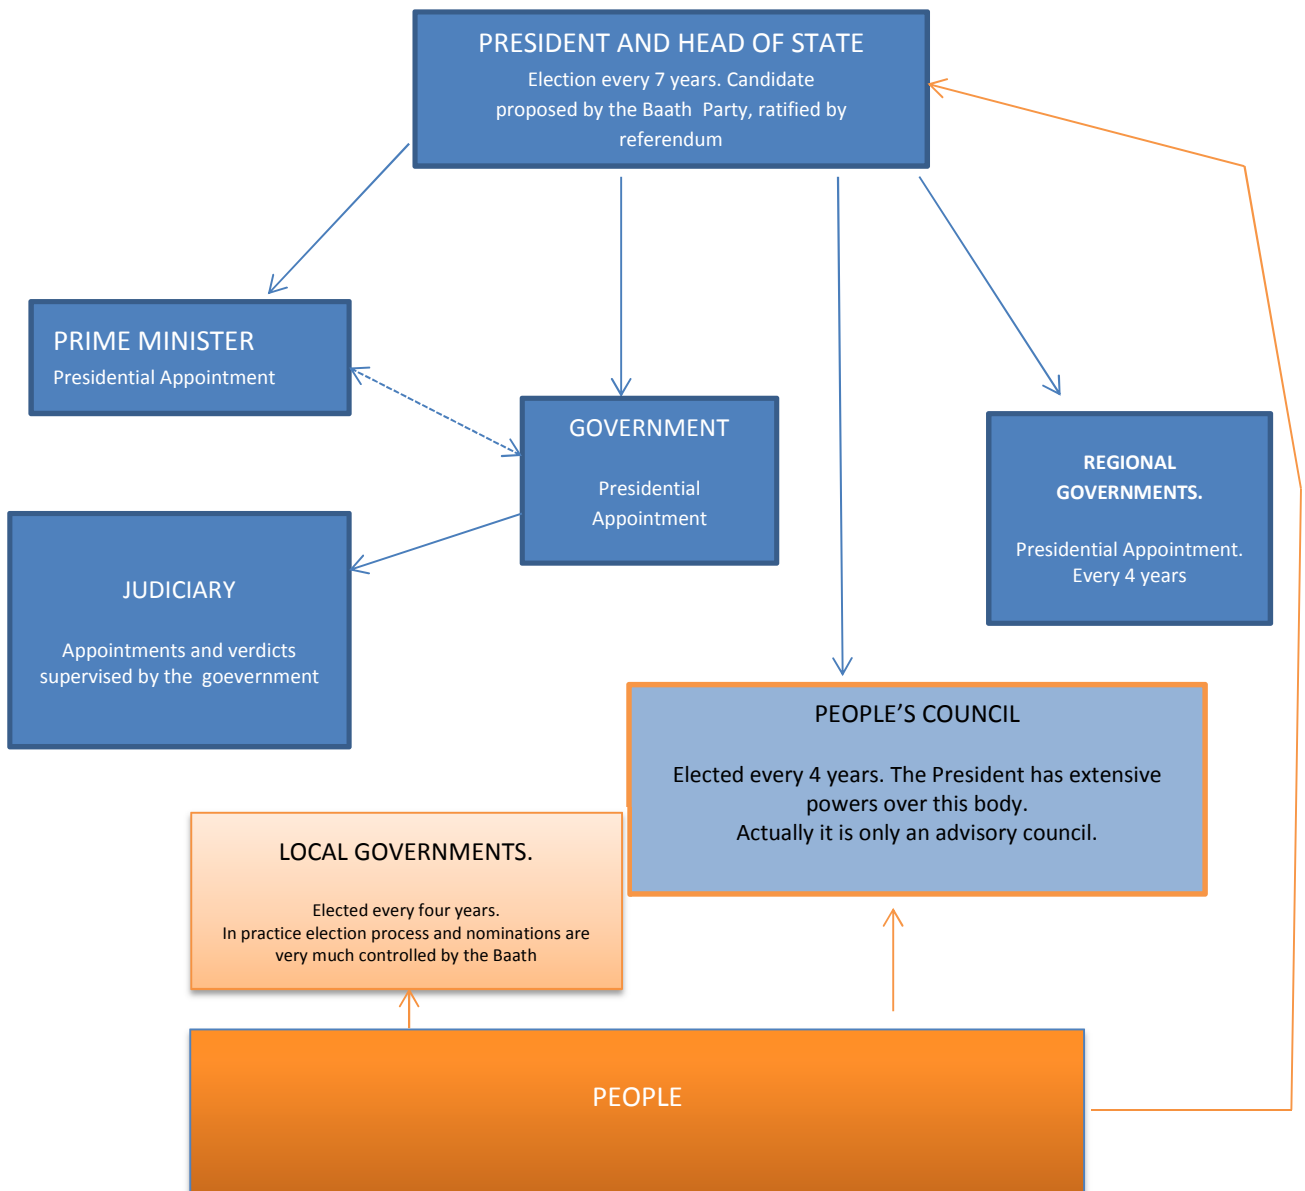 PRESIDENT AND HEAD OF STATE
Election every 7 years. Candidate
proposed by the Baath Party, ratified by
referendum
PRIME MINISTER
Presidential Appointment
GOVERNMENT
Presidential
Appointment
REGIONAL
GOVERNMENTS.
Presidential Appointment.
Every 4 years
JUDICIARY
Appointments and verdicts
supervised by the goevernment
PEOPLE’S COUNCIL
Elected every 4 years. The President has extensive
powers over this body.
Actually it is only an advisory council.
LOCAL GOVERNMENTS.
Elected every four years.
In practice election process and nominations are
very much controlled by the Baath
PEOPLE